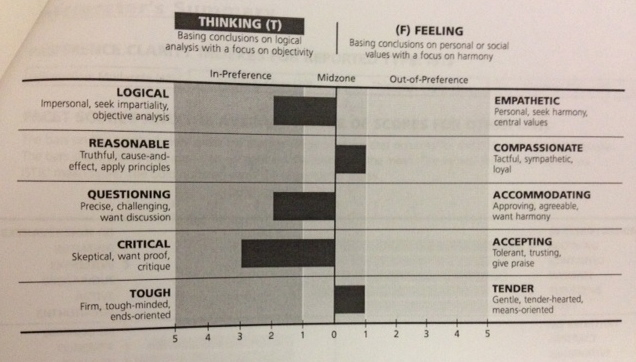 THINKING (T)
Basing conclusions on logical
analysis with a focus on objectivity
(F) FEELING
Basing conclusions on personal or social
values with a focus on harmony
In-Preference
Midzone
Out-of-Preference
LOGICAL
Impersonal, seek impartiality,
objective analysis
EMPATHETIC
Personal, seek harmony,
central values
REASONABLE
Truthful, cause-and-
effect, apply principles
COMPASSIONATE
Tactful, sympathetic,
loyal
QUESTIONING
Precise, challenging,
want discussion
ACCOMMODATING
Approving, agreeable,
want harmony
CRITICAL
Skeptical, want proof,
critique
ACCEPTING
Tolerant, trusting,
give praise
TOUGH
Firm, tough-minded,
ends-oriented
TENDER
Gentle, tender-hearted,
means-oriented
5 4 3 2 1 0 1 2 3 4 5